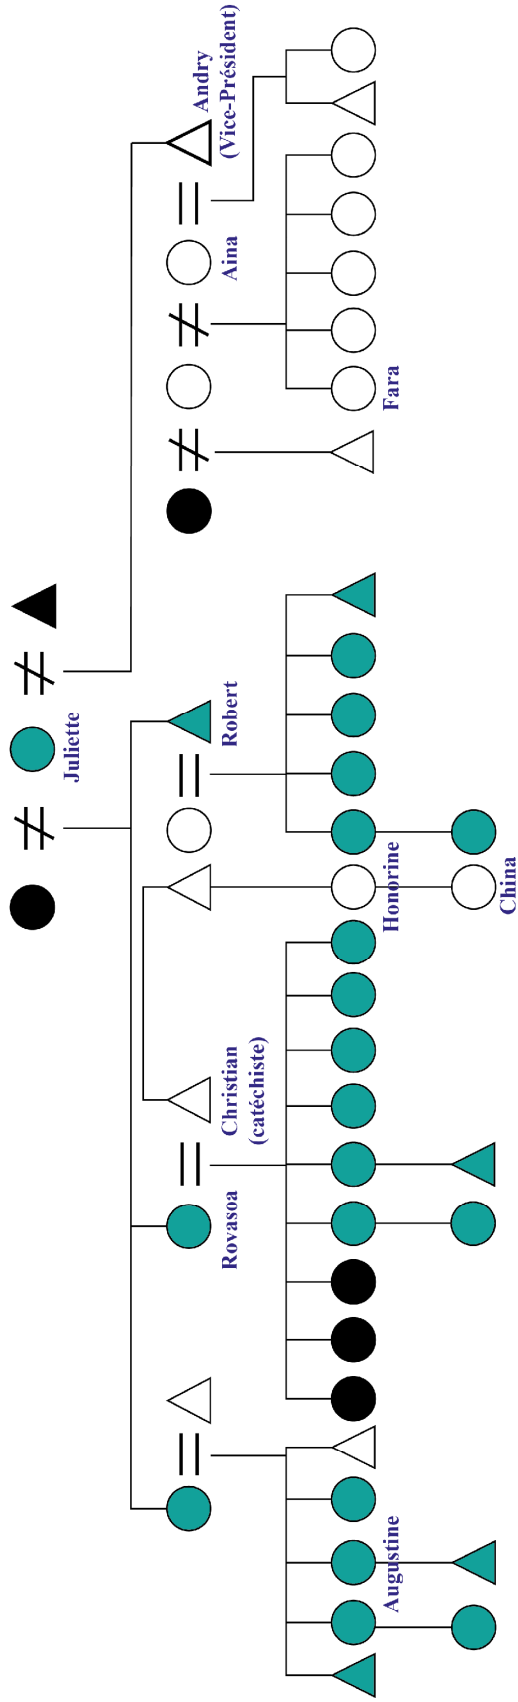 Juliette
Rovasoa
Christian
(catéchiste)
Robert
Aina
Andry
(Vice-Président)
Augustine
Honorine
Fara
China